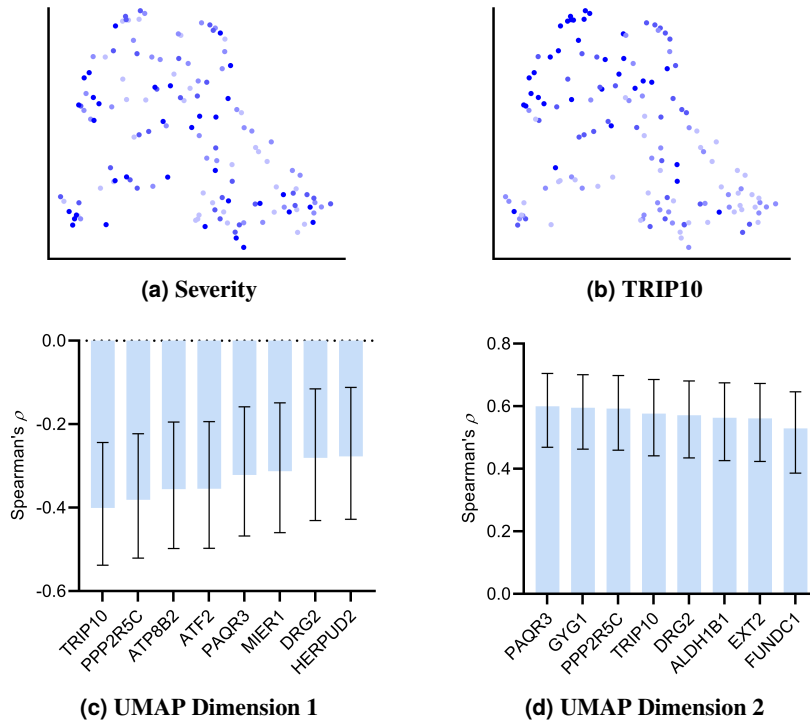 (a) Severity
(b) TRIP10
0.0
-0.2
-0.4
-0.6
Spearman's ρ
TRIP10
PPP2R5C
ATP8B2
ATF2
PAQR3
MIER1
DRG2
HERPUD2
(c) UMAP Dimension 1
0.8
0.6
0.4
0.2
0.0
Spearman's ρ
PAQR3
GYG1
PPP2R5C
TRIP10
DRG2
ALDH1B1
EXT2
FUNDC1
(d) UMAP Dimension 2